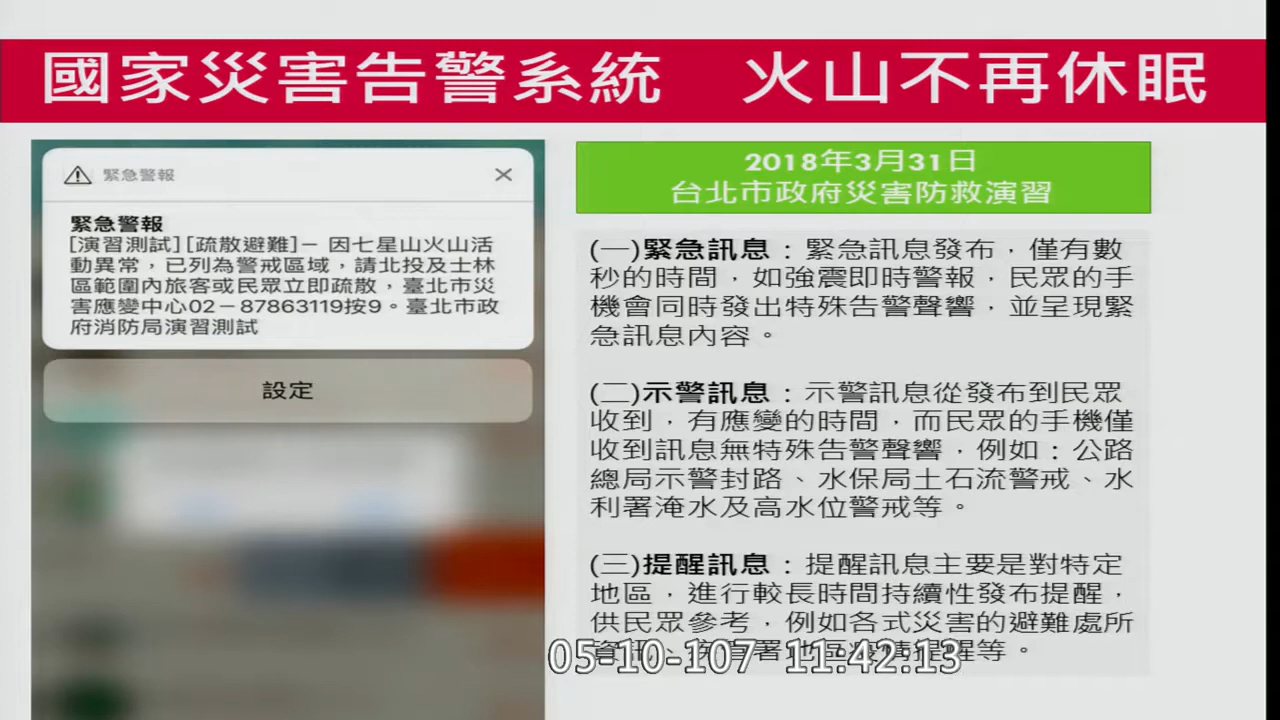 國家災害告警系統 火山不再休眠
緊急警報
緊急警報
[演習測試][疏散避難]－ 因七星山火山活
動異常，已列為警戒區域，請北投及士林
區範圍內旅客或民眾立即疏散，臺北市災
害應變中心02－87863119按9。臺北市政
府消防局演習測試
設定
2018年3月31日
台北市政府災害防救演習
(一)緊急訊息：緊急訊息發布，僅有數
秒的時間，如強震即時警報，民眾的手
機會同時發出特殊告警聲響，並呈現緊
急訊息內容。
(二)示警訊息：示警訊息從發布到民眾
收到，有應變的時間，而民眾的手機僅
收到訊息無特殊告警聲響，例如：公路
總局示警封路、水保局土石流警戒、水
利署淹水及高水位警戒等。
(三)提醒訊息：提醒訊息主要是對特定
地區，進行較長時間持續性發布提醒，
供民眾參考，例如各式災害的避難處所
資訊、署地區提醒等。
05-10-107 11:42:13